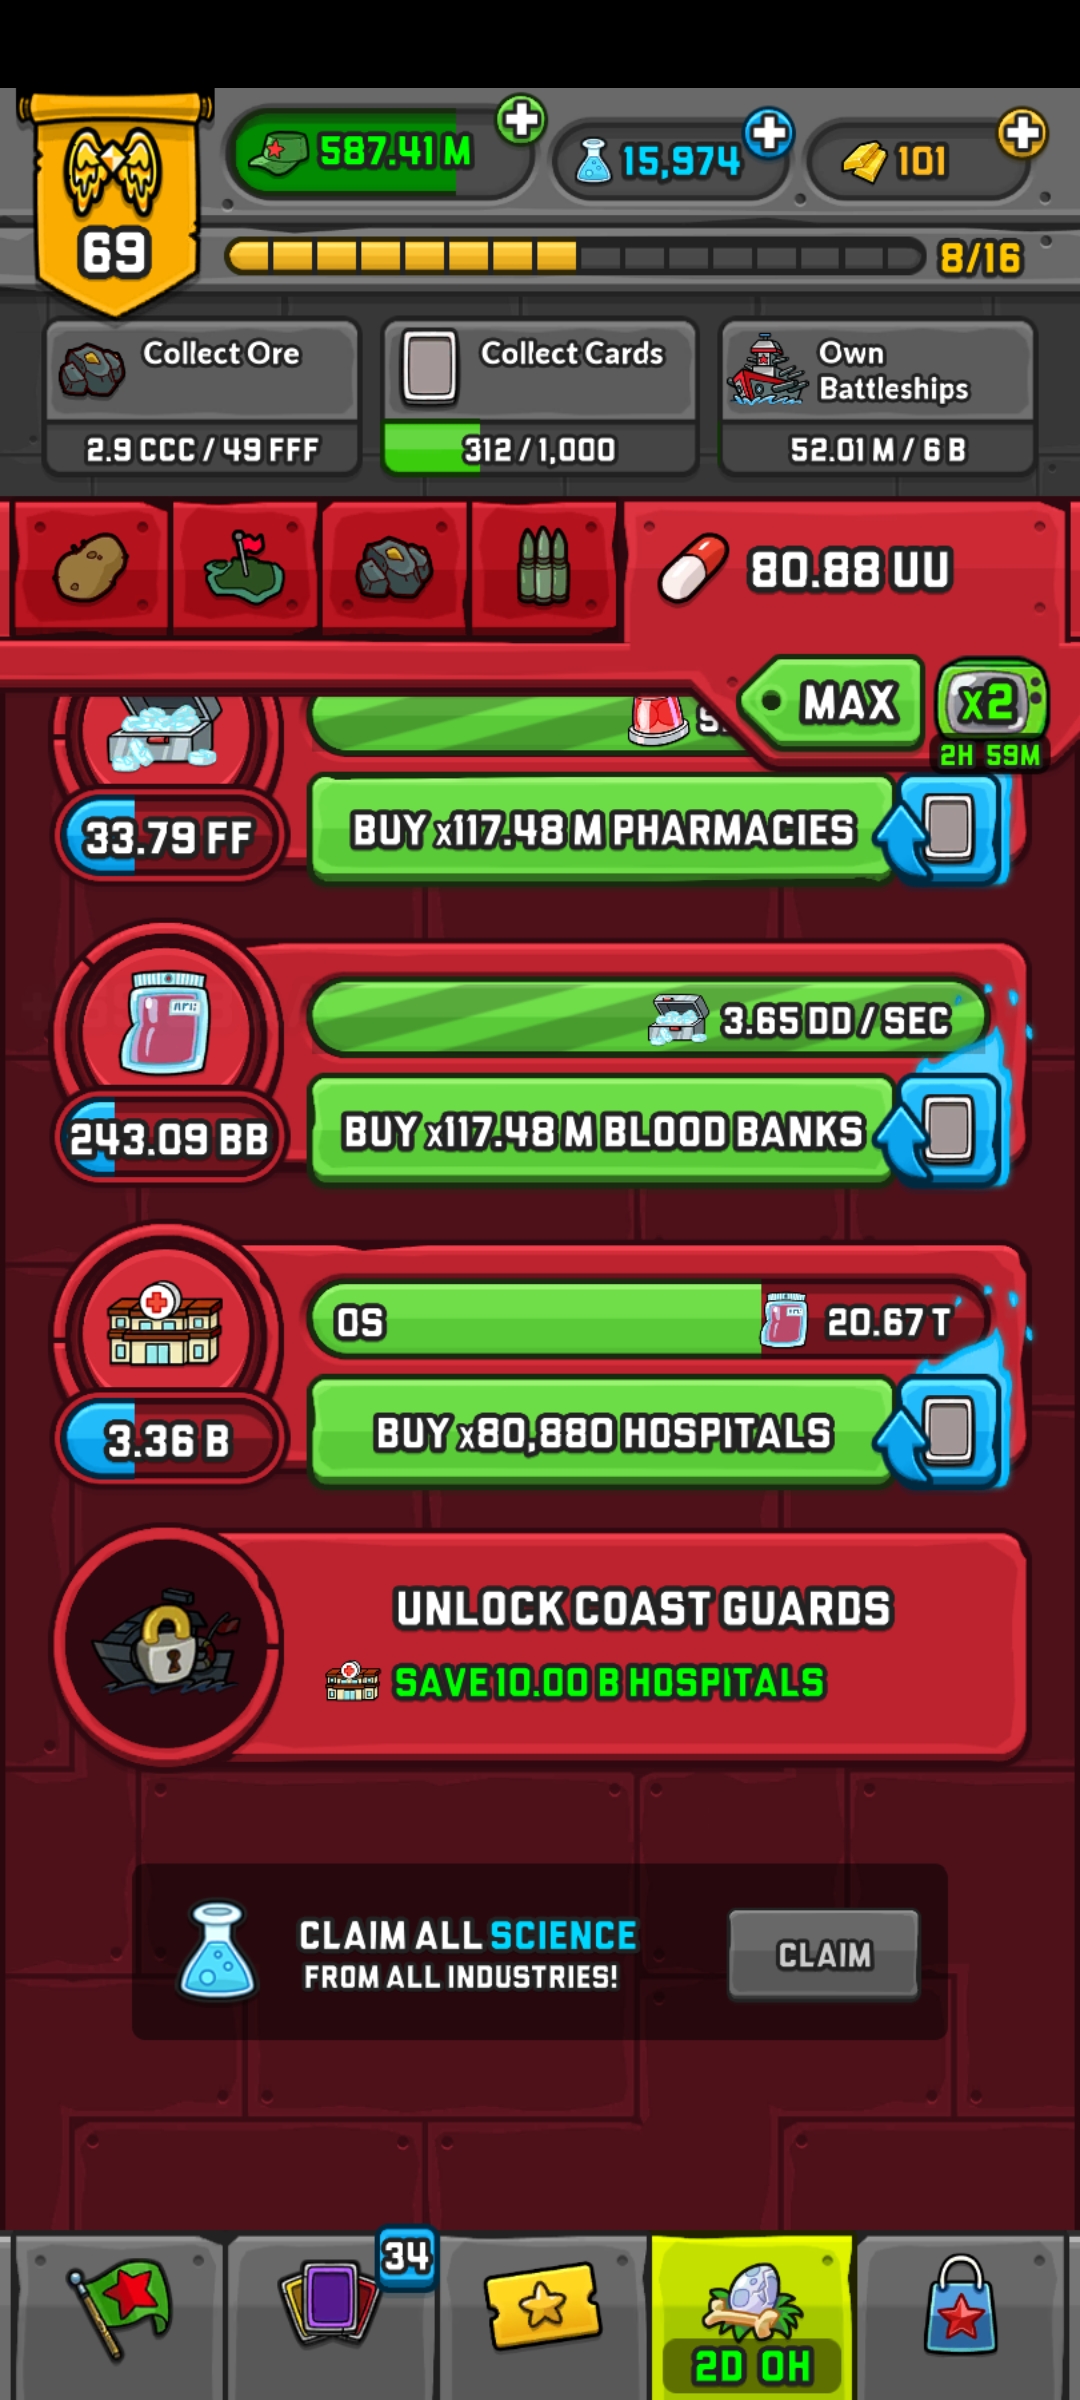 587.41 M
15,974
101
69
8/16
Collect Ore
2.9 CCC / 49 FFF
Collect Cards
312 / 1,000
Own
Battleships
52.01 M / 6 B
80.88 UU
MAX
x2
2H 59M
33.79 FF
BUY x117.48 M PHARMACIES
3.65 DD / SEC
243.09 BB
BUY x117.48 M BLOOD BANKS
0S
20.67 T
3.36 B
BUY x80,880 HOSPITALS
UNLOCK COAST GUARDS
SAVE 10.00 B HOSPITALS
CLAIM ALL SCIENCE
FROM ALL INDUSTRIES!
CLAIM
34
2D 0H